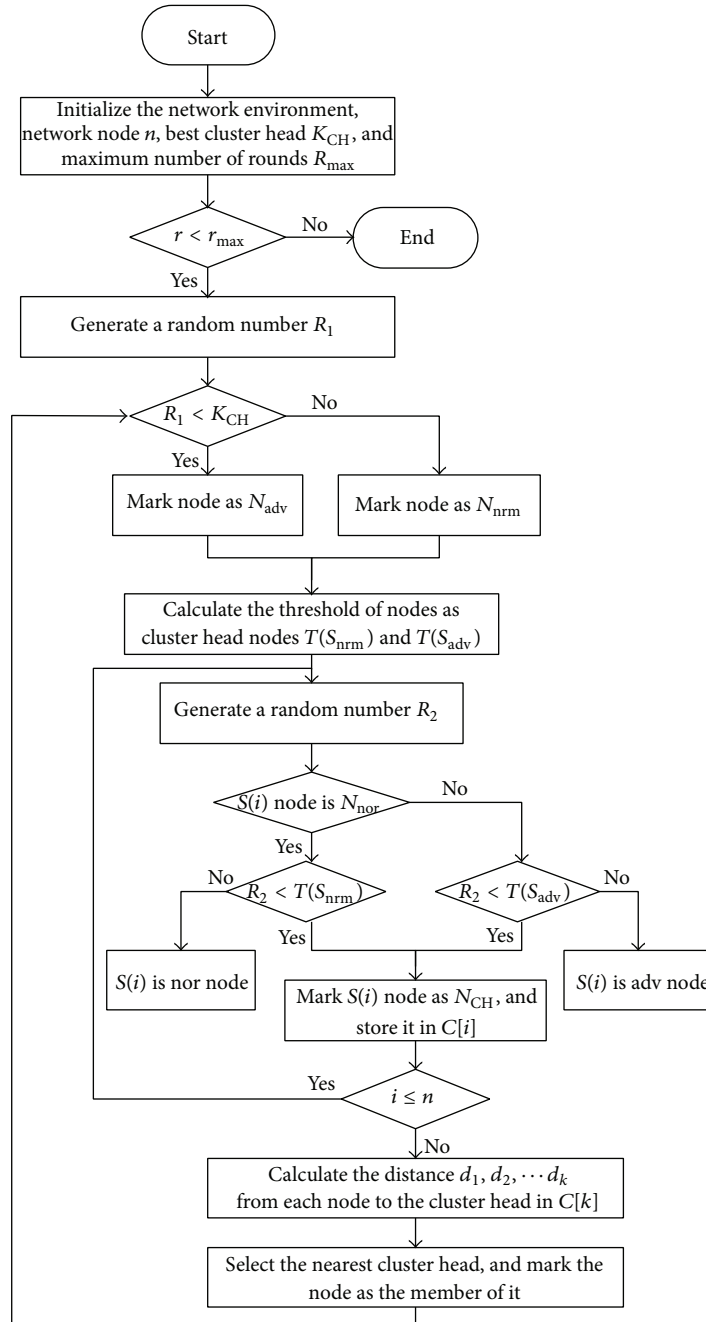 Start
Initialize the network environment,
network node n, best cluster head K_CH, and
maximum number of rounds R_max
r < r_max
No
End
Yes
Generate a random number R_1
R_1 < K_CH
No
Yes
Mark node as N_adv
Mark node as N_nrm
Calculate the threshold of nodes as
cluster head nodes T(S_nrm) and T(S_adv)
Generate a random number R_2
S(i) node is N_nor
No
Yes
No
R_2 < T(S_nrm)
R_2 < T(S_adv)
No
Yes
Yes
S(i) is nor node
Mark S(i) node as N_CH, and
store it in C[i]
S(i) is adv node
Yes
i ≤ n
No
Calculate the distance d_1, d_2, ⋯ d_k
from each node to the cluster head in C[k]
Select the nearest cluster head, and mark the
node as the member of it